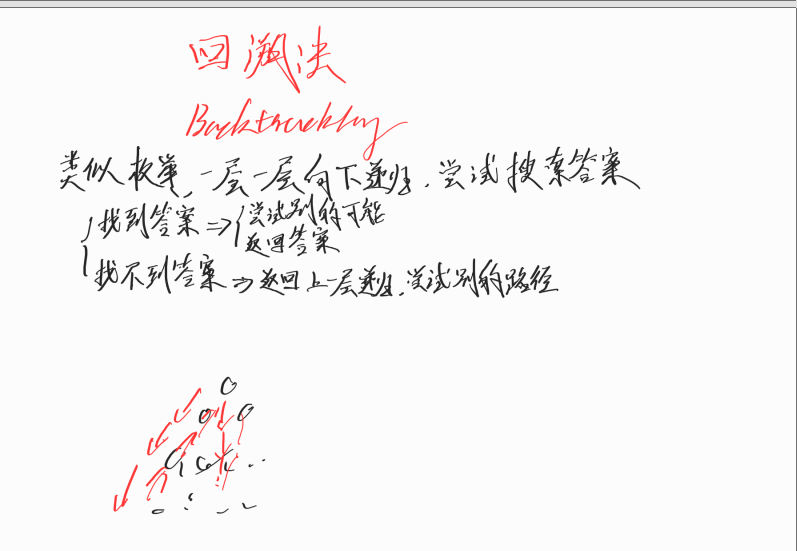 回溯法
Backtracking
类似枚举,一层一层向下递归,尝试搜索答案
找到答案⇒{尝试别的可能
返回答案
找不到答案⇒返回上一层递归,尝试别的路径